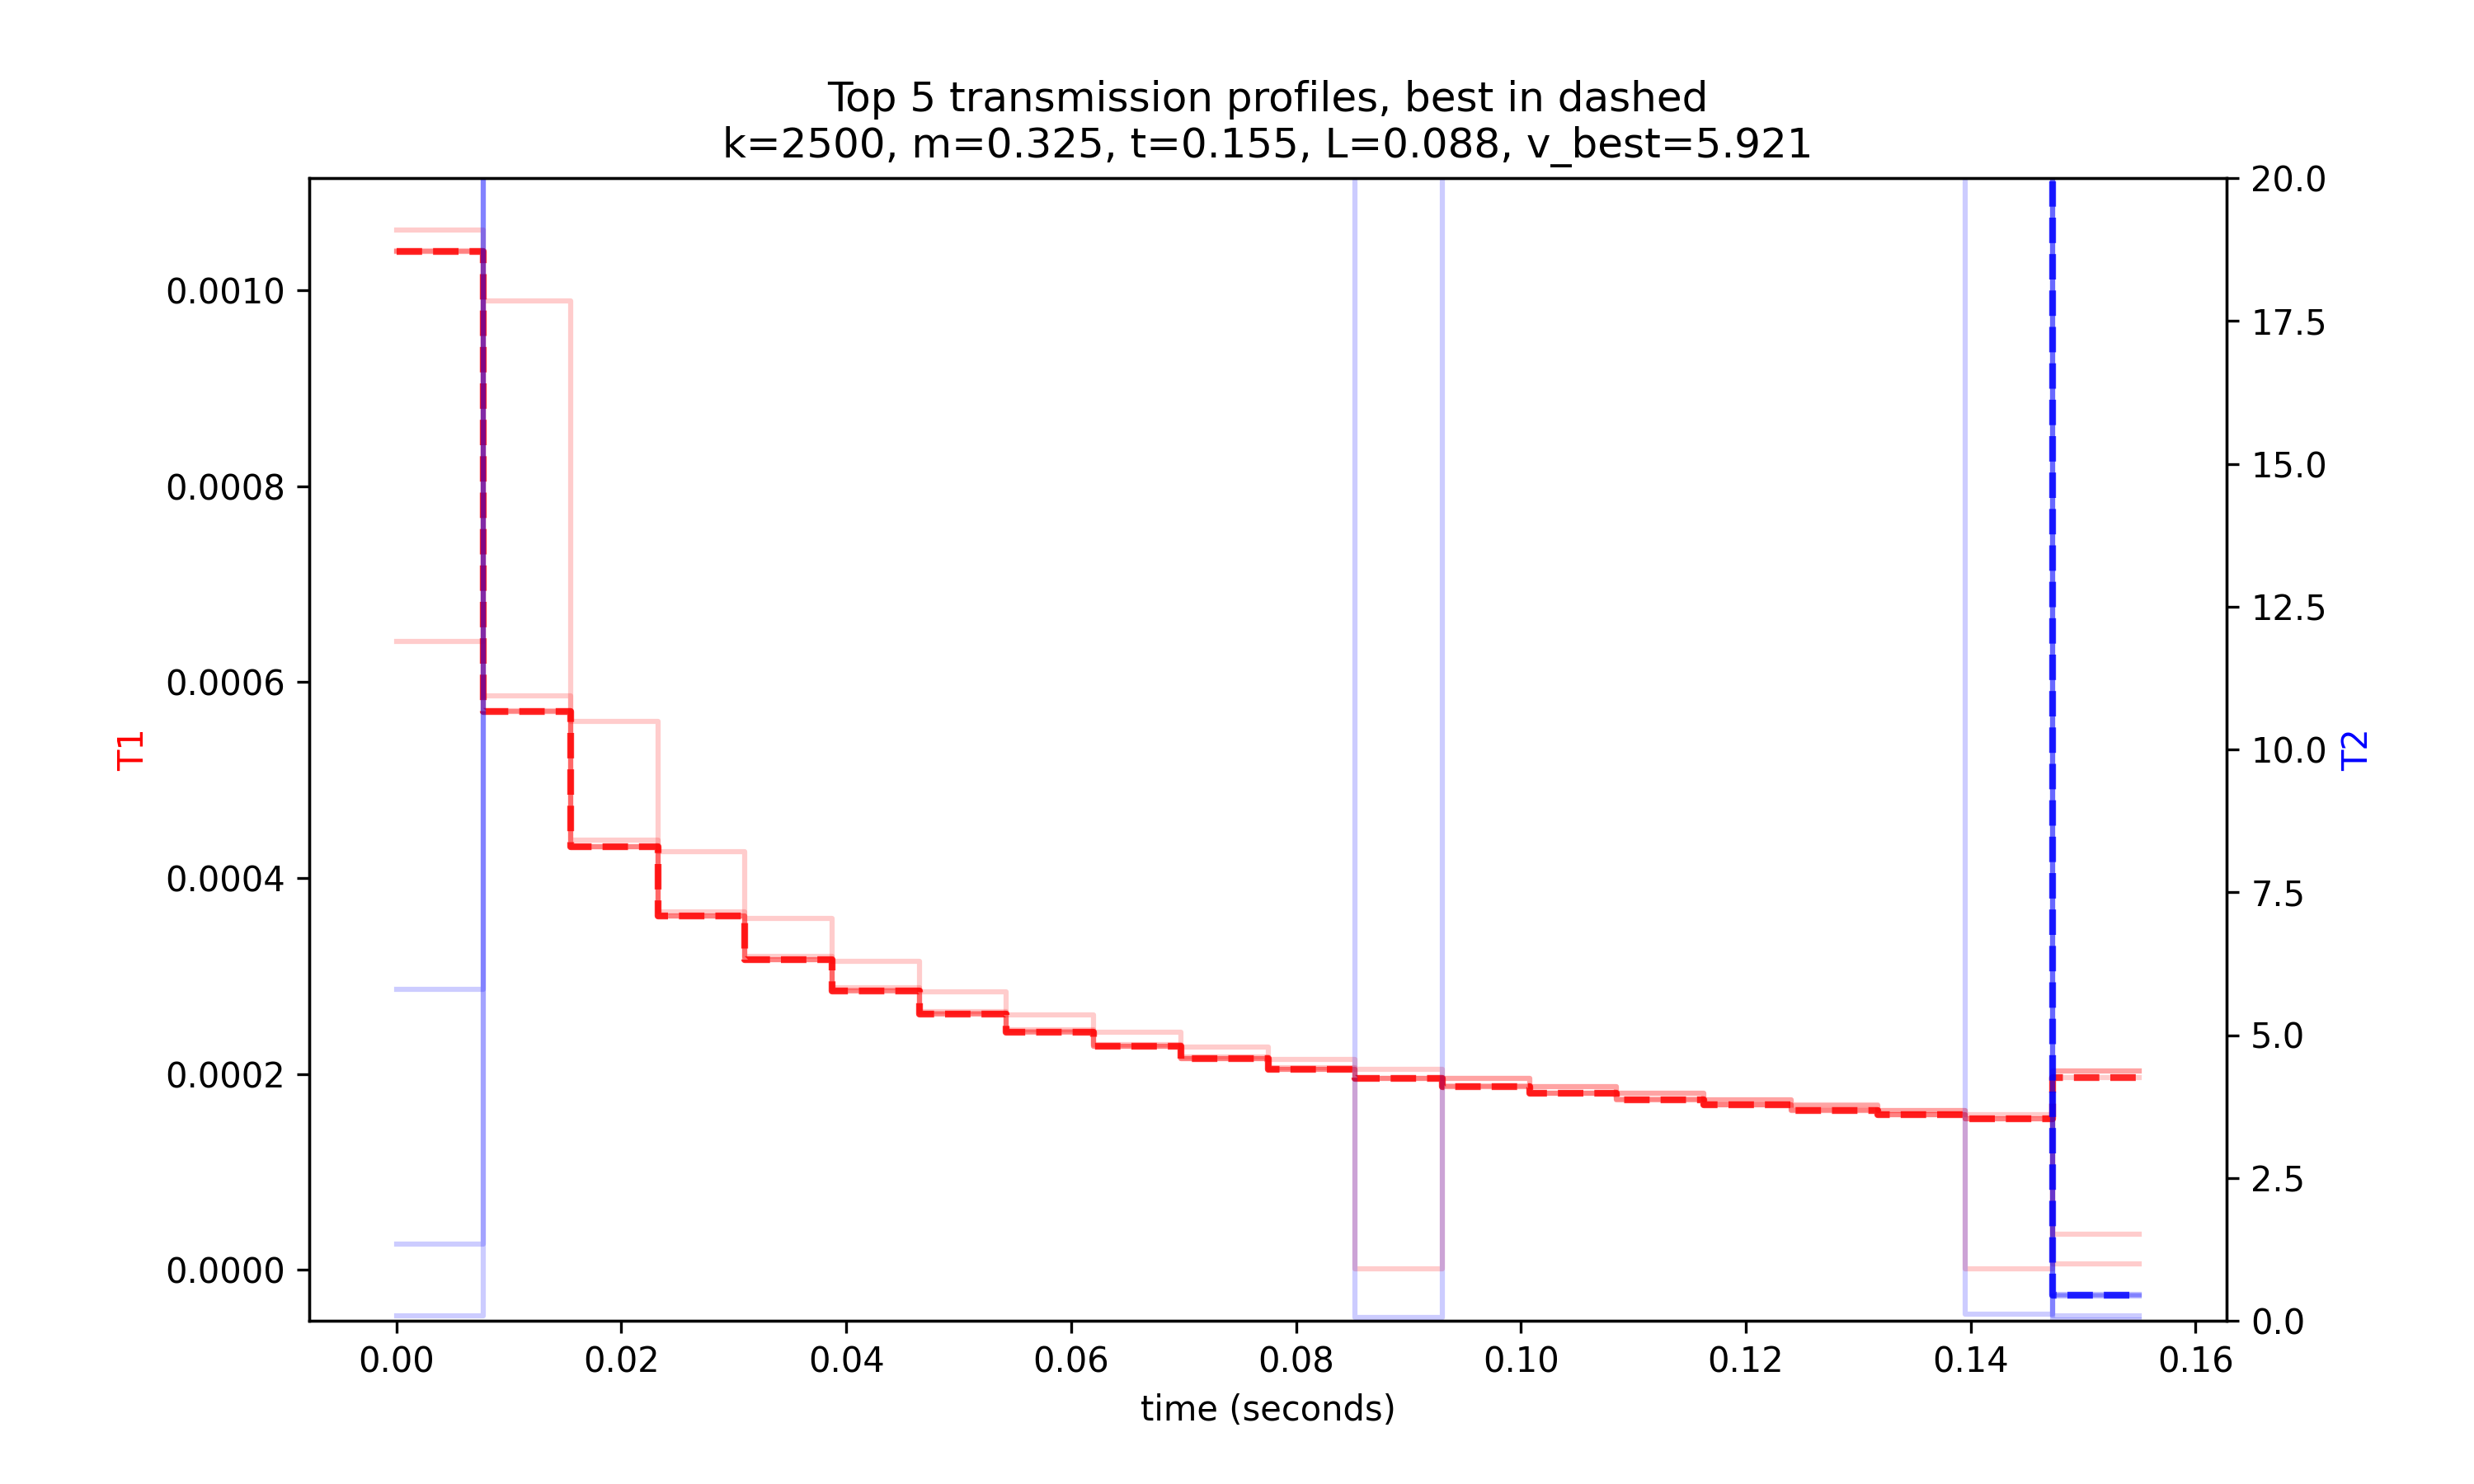 Top 5 transmission profiles, best in dashed
k=2500, m=0.325, t=0.155, L=0.088, v_best=5.921
T1
0.0010
0.0008
0.0006
0.0004
0.0002
0.0000
20.0
17.5
15.0
12.5
10.0
7.5
5.0
2.5
0.0
T2
0.00 0.02 0.04 0.06 0.08 0.10 0.12 0.14 0.16
time (seconds)